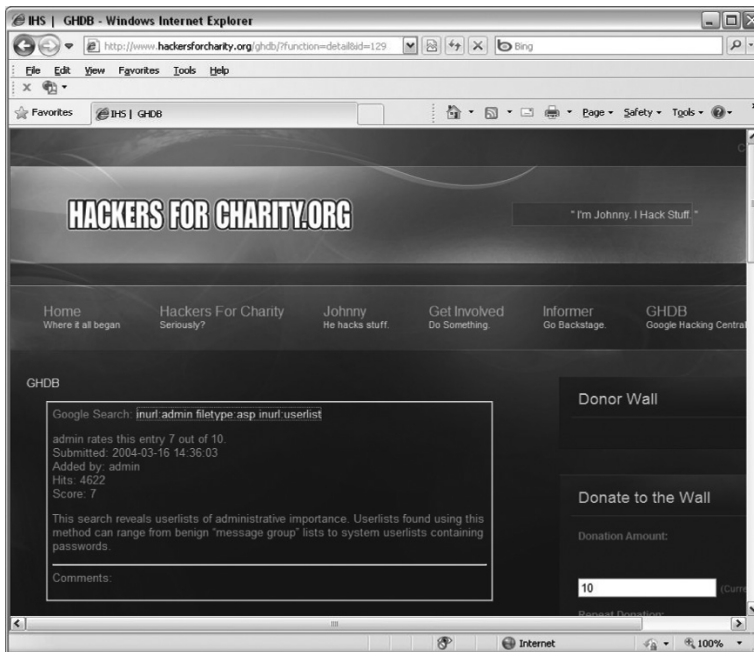 IHS | GHDB - Windows Internet Explorer
http://www.hackersforcharity.org/ghdb/?function=detail&id=129
Bing
File Edit View Favorites Tools Help
Favorites IHS | GHDB Page Safety Tools
HACKERS FOR CHARITY.ORG
"I'm Johnny. I Hack Stuff."
Home Hackers For Charity Johnny Get Involved Informer GHDB
Where it all began Seriously? He hacks stuff. Do Something. Go Backstage. Google Hacking Central
GHDB
Google Search: inurl:admin filetype:asp inurl:userlist
admin rates this entry 7 out of 10.
Submitted: 2004-03-16 14:36:03
Added by: admin
Hits: 4622
Score: 7
This search reveals userlists of administrative importance. Userlists found using this
method can range from benign "message group" lists to system userlists containing
passwords.
Comments:
Donor Wall
Donate to the Wall
Donation Amount:
10
Repeat Donation:
Internet 100%